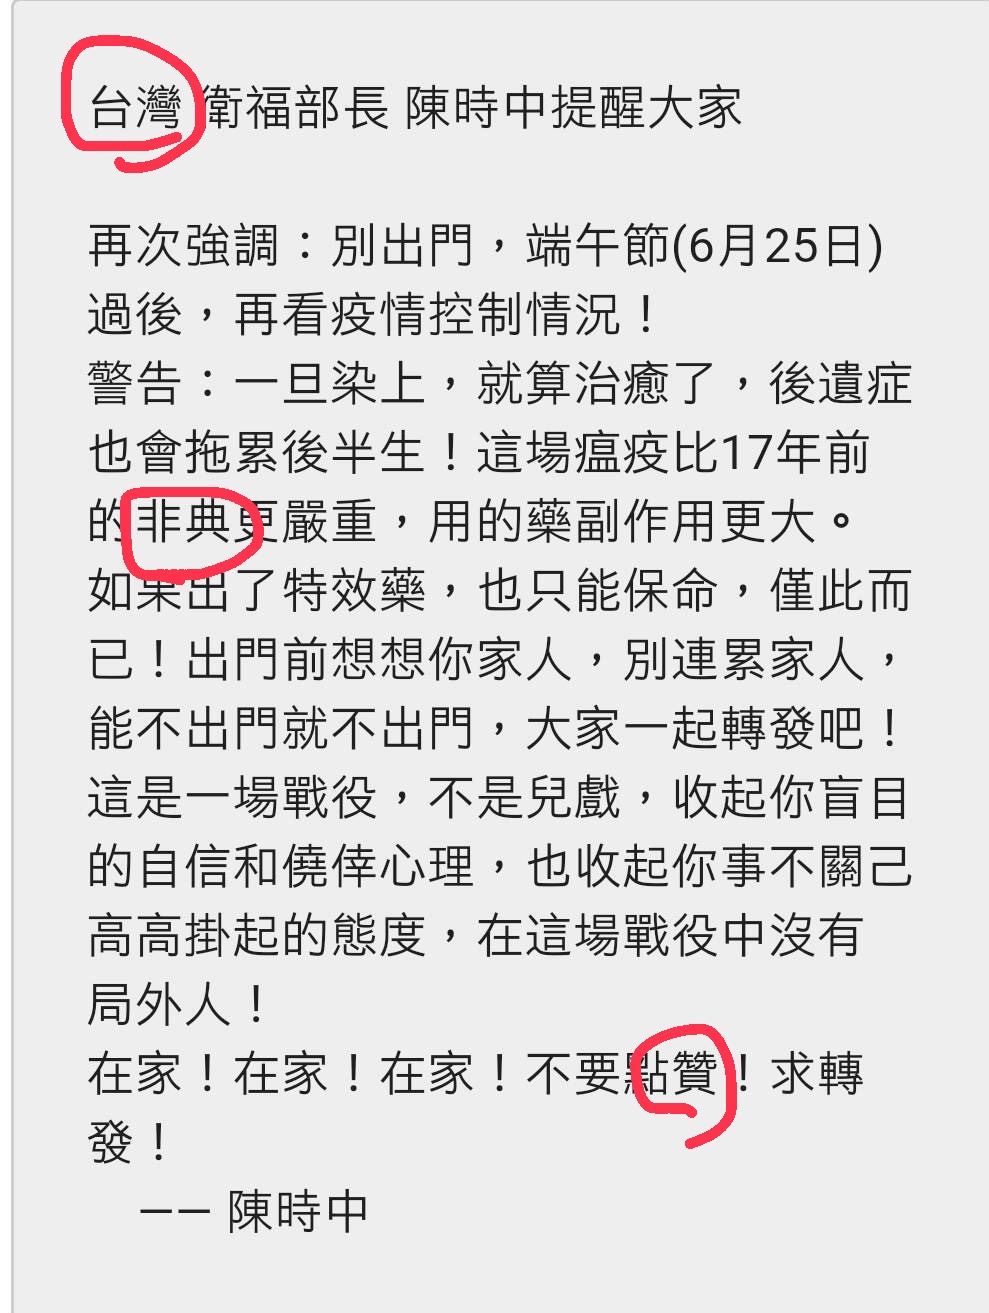 台灣 衛福部長 陳時中提醒大家
再次強調：別出門，端午節(6月25日)
過後，再看疫情控制情況！
警告：一旦染上，就算治癒了，後遺症
也會拖累後半生！這場瘟疫比17年前
的非典更嚴重，用的藥副作用更大。
如果出了特效藥，也只能保命，僅此而
已！出門前想想你家人，別連累家人，
能不出門就不出門，大家一起轉發吧！
這是一場戰役，不是兒戲，收起你盲目
的自信和僥倖心理，也收起你事不關己
高高掛起的態度，在這場戰役中沒有
局外人！
在家！在家！在家！不要點贊！求轉
發！
—— 陳時中